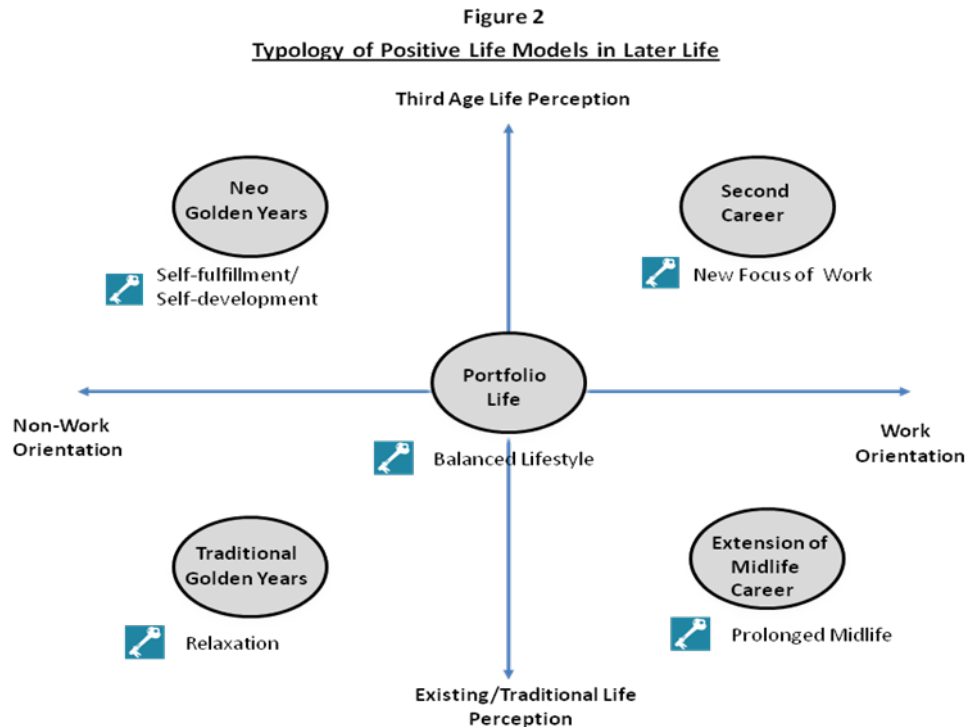 Figure 2
Typology of Positive Life Models in Later Life
Third Age Life Perception
Neo
Golden Years
Second
Career
Self-fulfillment/
Self-development
New Focus of Work
Portfolio
Life
Non-Work
Orientation
Work
Orientation
Balanced Lifestyle
Traditional
Golden Years
Extension of
Midlife
Career
Relaxation
Prolonged Midlife
Existing/Traditional Life
Perception